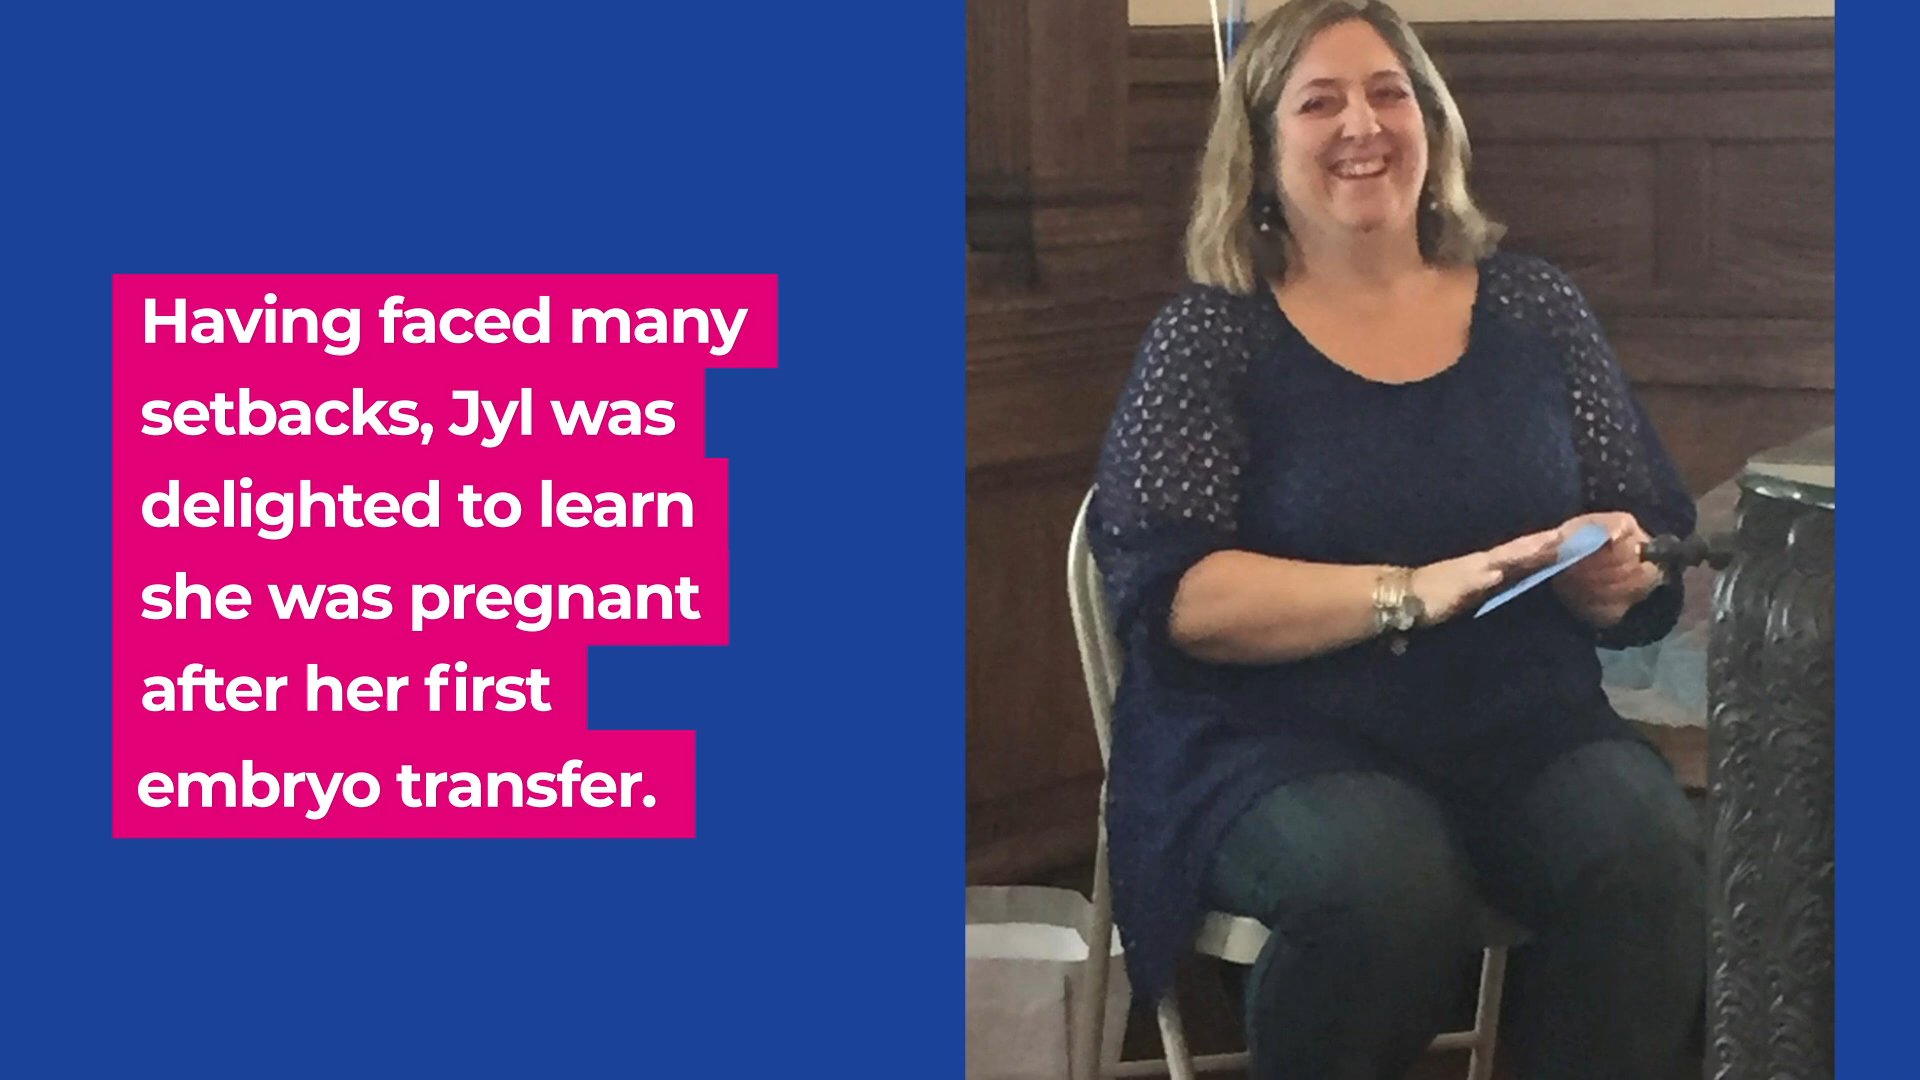 Having faced many
setbacks, Jyl was
delighted to learn
she was pregnant
after her first
embryo transfer.